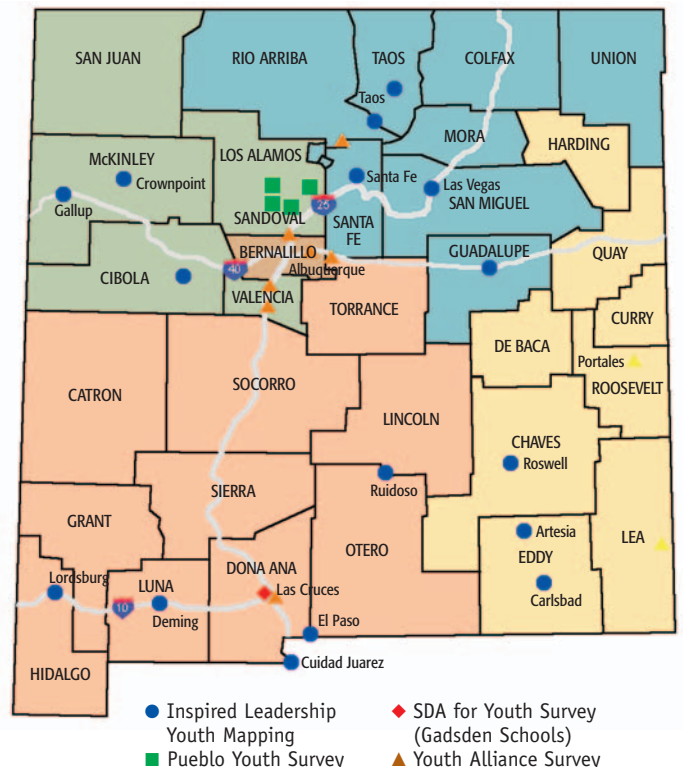 SAN JUAN
RIO ARRIBA
TAOS
COLFAX
UNION
Taos
MORA
HARDING
McKINLEY
Crownpoint
LOS ALAMOS
Santa Fe
Las Vegas
SAN MIGUEL
Gallup
25
SANDOVAL
SANTA
FE
BERNALILLO
GUADALUPE
QUAY
40
Albuquerque
CIBOLA
VALENCIA
TORRANCE
CURRY
DE BACA
Portales
ROOSEVELT
CATRON
SOCORRO
LINCOLN
CHAVES
Roswell
SIERRA
Ruidoso
GRANT
OTERO
Artesia
EDDY
LEA
DONA ANA
Lordsburg
LUNA
Las Cruces
Carlsbad
10
Deming
El Paso
HIDALGO
Cuidad Juarez
Inspired Leadership
Youth Mapping
Pueblo Youth Survey
SDA for Youth Survey
(Gadsden Schools)
Youth Alliance Survey